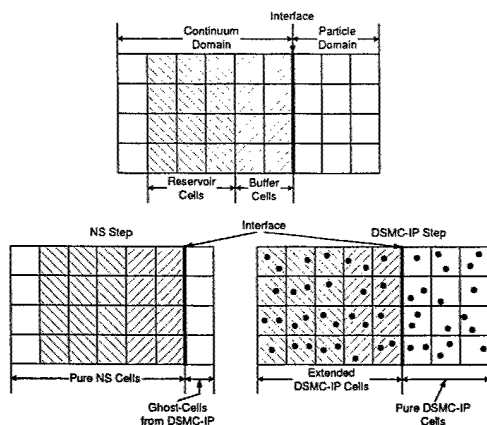 Interface
Continuum Domain
Particle Domain
Reservoir Cells
Buffer Cells
NS Step
Interface
DSMC-IP Step
Pure NS Cells
Ghost-Cells
from DSMC-IP
Extended
DSMC-IP Cells
Pure DSMC-IP
Cells